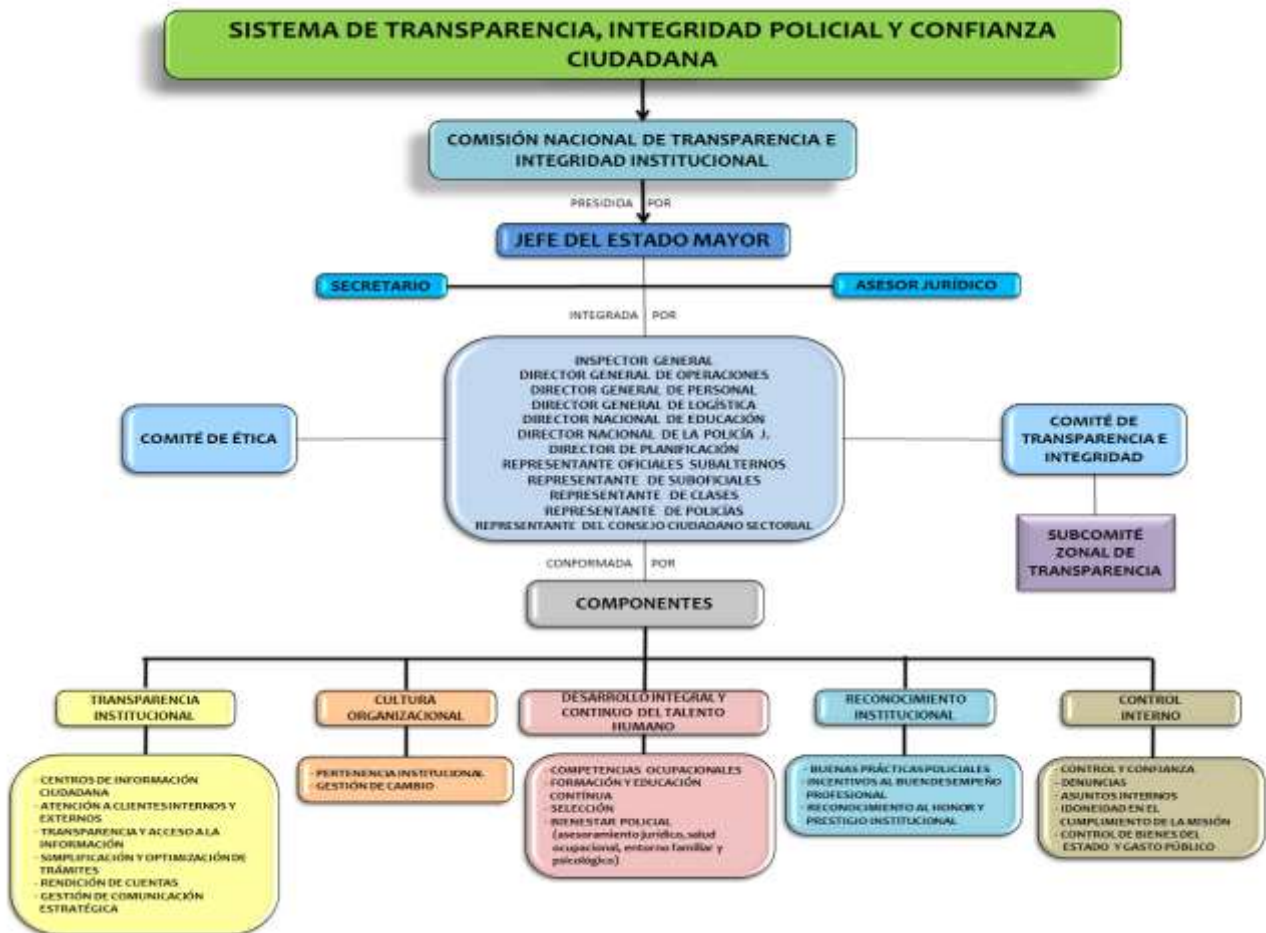 SISTEMA DE TRANSPARENCIA, INTEGRIDAD POLICIAL Y CONFIANZA
CIUDADANA
COMISIÓN NACIONAL DE TRANSPARENCIA E
INTEGRIDAD INSTITUCIONAL
PRESIDIDA POR
JEFE DEL ESTADO MAYOR
SECRETARIO
ASESOR JURÍDICO
INTEGRADA POR
INSPECTOR GENERAL
DIRECTOR GENERAL DE OPERACIONES
DIRECTOR GENERAL DE PERSONAL
DIRECTOR GENERAL DE LOGÍSTICA
DIRECTOR NACIONAL DE EDUCACIÓN
DIRECTOR NACIONAL DE LA POLICÍA J.
DIRECTOR DE PLANIFICACIÓN
REPRESENTANTE OFICIALES SUBALTERNOS
REPRESENTANTE DE SUBOFICIALES
REPRESENTANTE DE CLASES
REPRESENTANTE DE POLICÍAS
REPRESENTANTE DEL CONSEJO CIUDADANO SECTORIAL
COMITÉ DE ÉTICA
COMITÉ DE
TRANSPARENCIA E
INTEGRIDAD
SUBCOMITÉ
ZONAL DE
TRANSPARENCIA
CONFORMADA POR
COMPONENTES
TRANSPARENCIA
INSTITUCIONAL
- CENTROS DE INFORMACIÓN
CIUDADANA
- ATENCIÓN A CLIENTES INTERNOS Y
EXTERNOS
- TRANSPARENCIA Y ACCESO A LA
INFORMACIÓN
- SIMPLIFICACIÓN Y OPTIMIZACIÓN DE
TRÁMITES
- RENDICIÓN DE CUENTAS
- GESTIÓN DE COMUNICACIÓN
ESTRATÉGICA
CULTURA
ORGANIZACIONAL
- PERTENENCIA INSTITUCIONAL
- GESTIÓN DE CAMBIO
DESARROLLO INTEGRAL Y
CONTINUO DEL TALENTO
HUMANO
- COMPETENCIAS OCUPACIONALES
- FORMACIÓN Y EDUCACIÓN
CONTÍNUA
- SELECCIÓN
- BIENESTAR POLICIAL
(asesoramiento jurídico, salud
ocupacional, entorno familiar y
psicológico)
RECONOCIMIENTO
INSTITUCIONAL
- BUENAS PRÁCTICAS POLICIALES
- INCENTIVOS AL BUEN DESEMPEÑO
PROFESIONAL
- RECONOCIMIENTO AL HONOR Y
PRESTIGIO INSTITUCIONAL
CONTROL
INTERNO
- CONTROL Y CONFIANZA
- DENUNCIAS
- ASUNTOS INTERNOS
- IDONEIDAD EN EL
CUMPLIMIENTO DE LA MISIÓN
- CONTROL DE BIENES DEL
ESTADO Y GASTO PÚBLICO